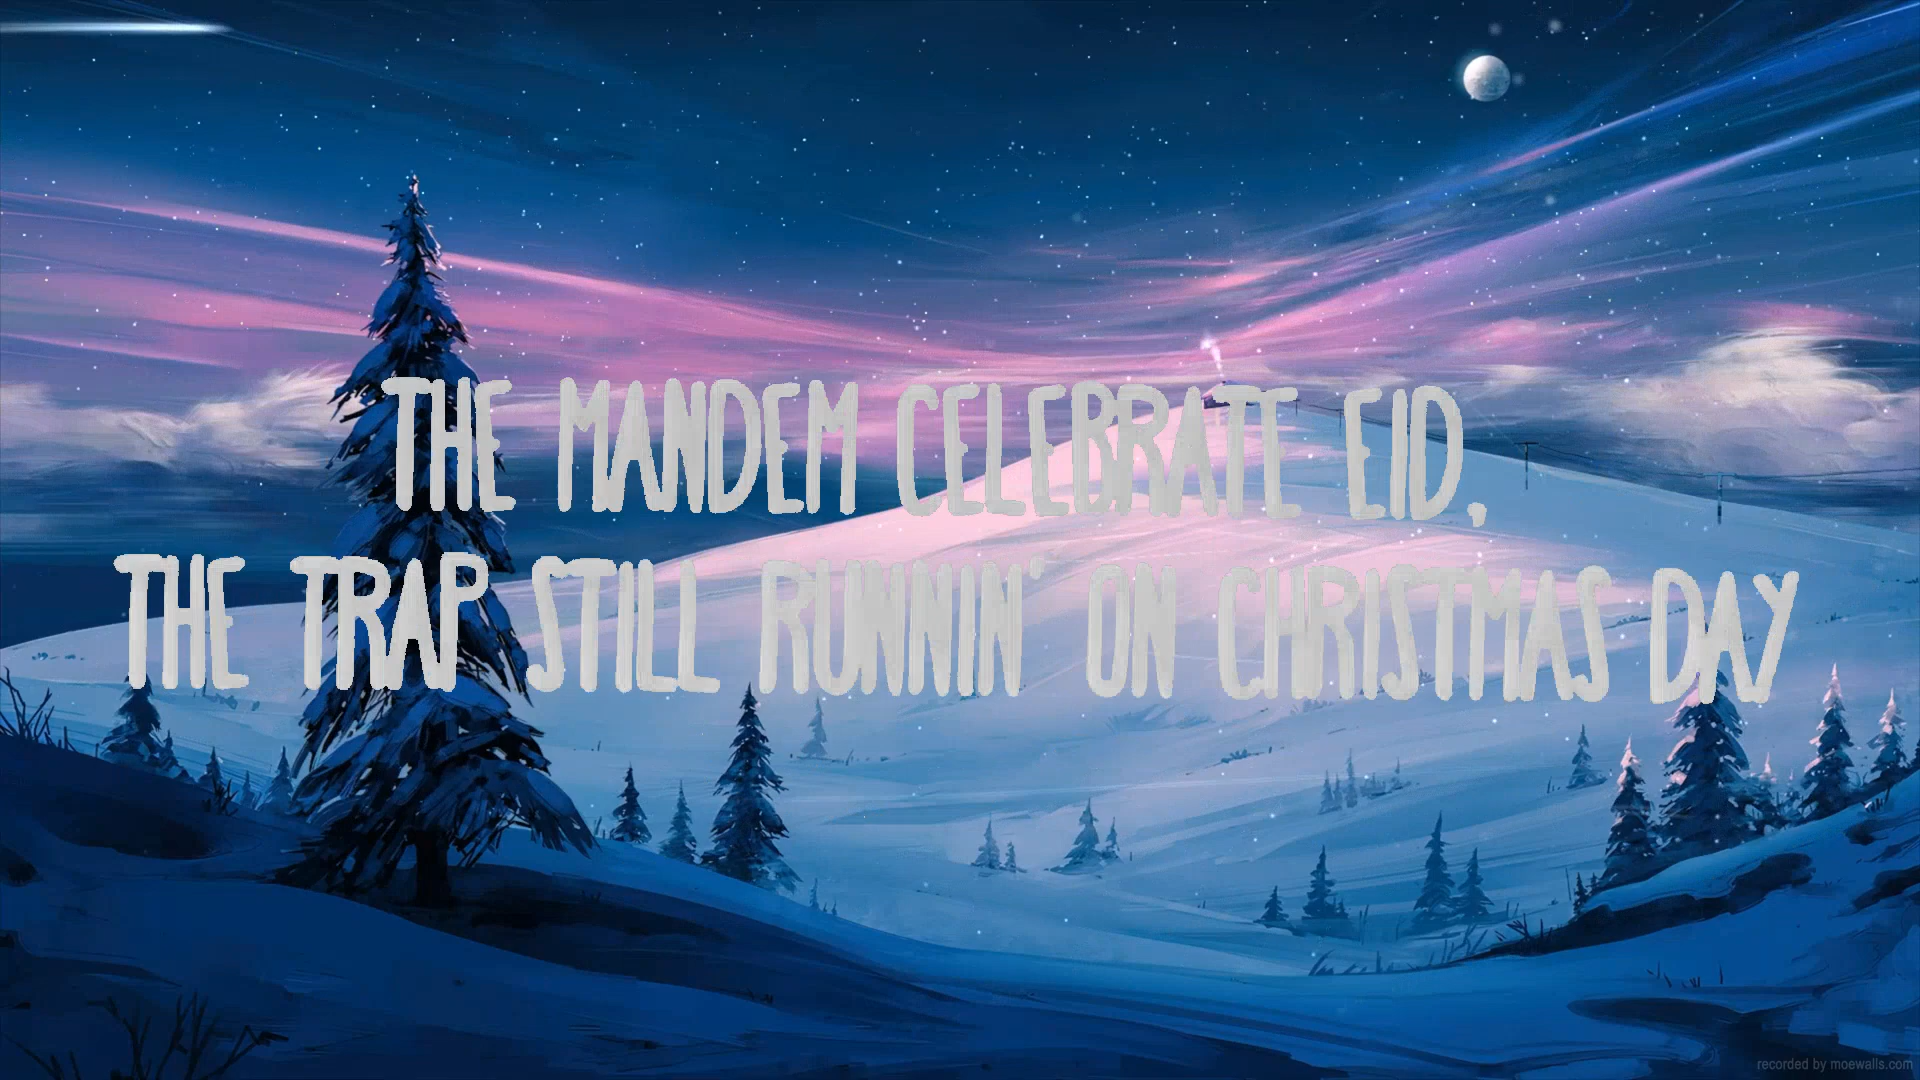 THE MANDEM CELEBRATE EID,
THE TRAP STILL RUNNIN' ON CHRISTMAS DAY
recorded by moewalls.com